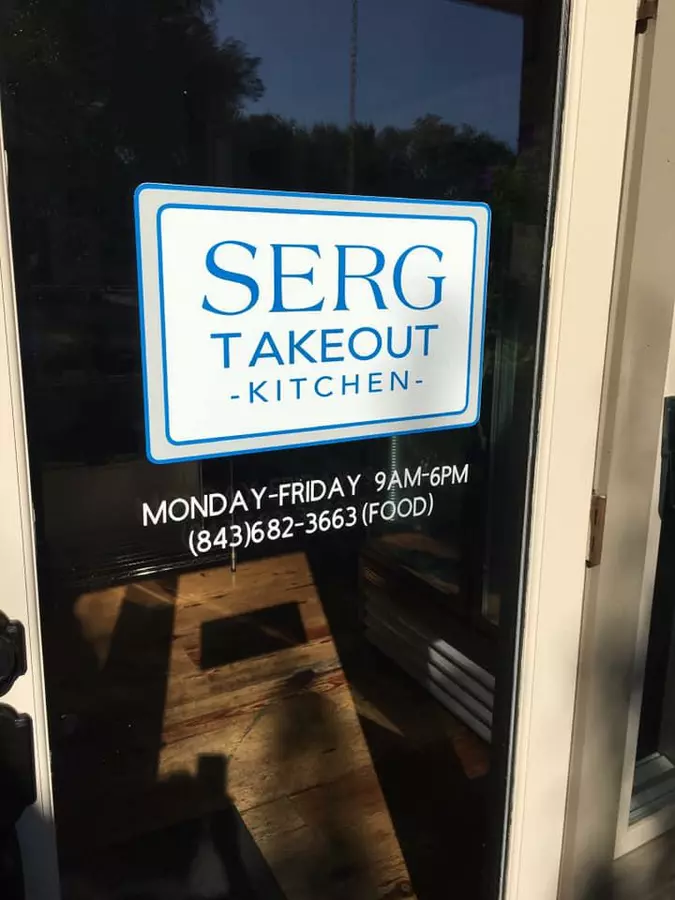 SERG
TAKEOUT
-KITCHEN-
MONDAY-FRIDAY 9AM-6PM
(843)682-3663(FOOD)